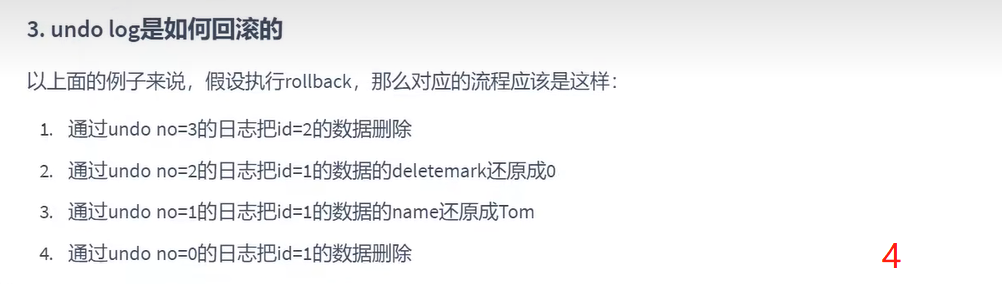 3. undo log是如何回滚的
以上面的例子来说，假设执行rollback，那么对应的流程应该是这样：
1. 通过undo no=3的日志把id=2的数据删除
2. 通过undo no=2的日志把id=1的数据的deletemark还原成0
3. 通过undo no=1的日志把id=1的数据的name还原成Tom
4. 通过undo no=0的日志把id=1的数据删除
4